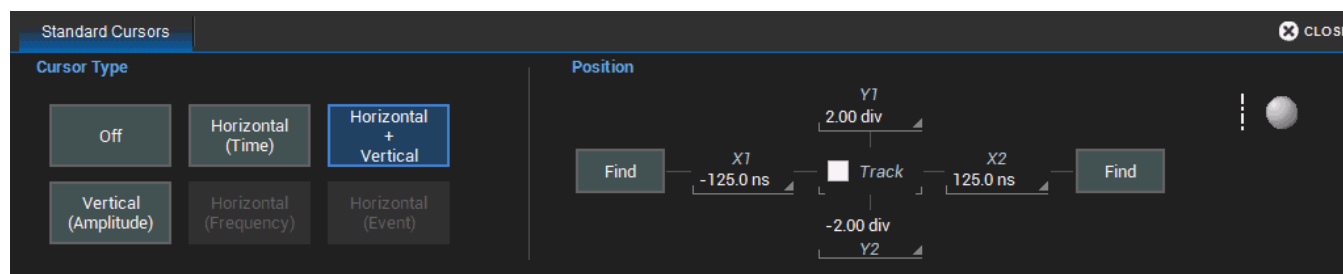 Standard Cursors
CLOSE
Cursor Type
Off
Horizontal
(Time)
Horizontal
+
Vertical
Vertical
(Amplitude)
Horizontal
(Frequency)
Horizontal
(Event)
Position
Y1
2.00 div
Find
X1
-125.0 ns
Track
X2
125.0 ns
Find
-2.00 div
Y2